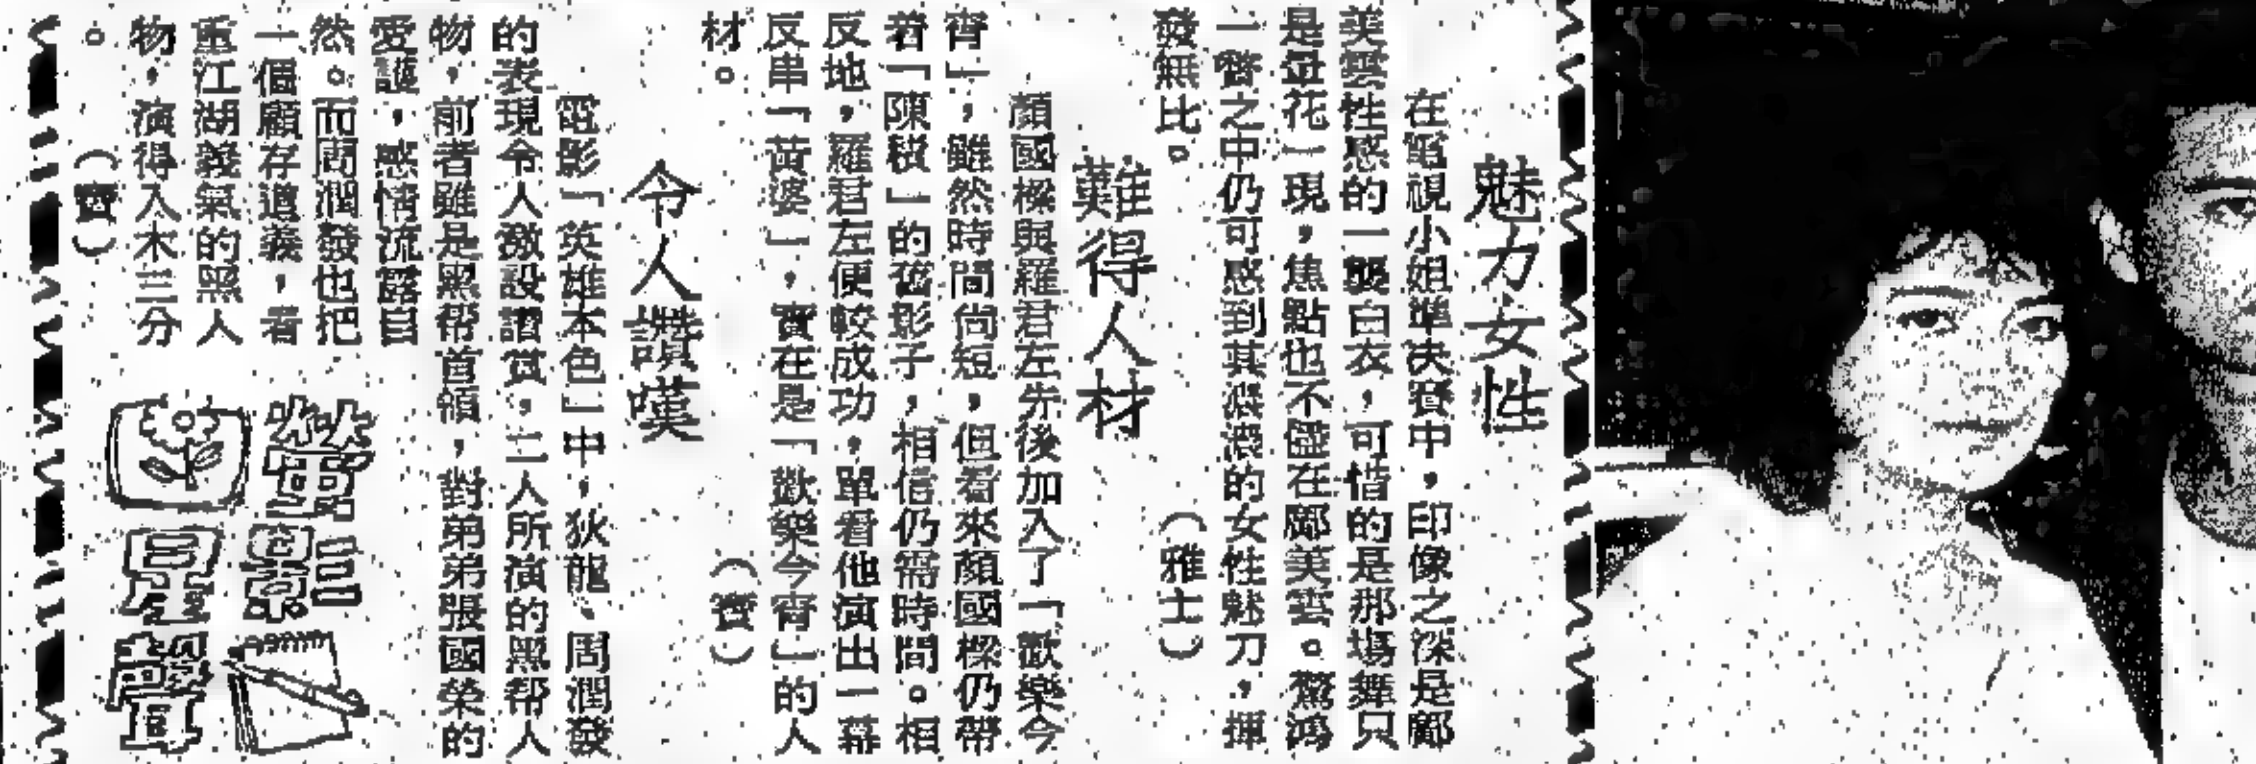 魅力女性
在電視小姐準決賽中，印像之深是鄺
美雲性感的一襲白衣，可惜的是那塲舞只
是曇花一現，焦點也不儘在鄺美雲。驚鴻
一瞥之中仍可感到其濃濃的女性魅力，揮
發無比。
（雅士）
難得人材
顏國樑與羅君左先後加入了「歡樂今
宵」，雖然時間尚短，但看來顏國樑仍帶
着「陳積」的舊影子，相信仍需時間。相
反地，羅君左便較成功，單看他演出一幕
反串「黃婆」，實在是「歡樂今宵」的人
材。
（寶）
令人讚嘆
電影「英雄本色」中，狄龍、周潤發
的表現令人激設讚賞，二人所演的黑帮人
物，前者雖是黑帮首領，對弟弟張國榮的
愛護，感情流露自
然。而周潤發也把
一個顧存道義，看
重江湖義氣的黑人
物，演得入木三分
。
（寶）
螢
影
星
聲